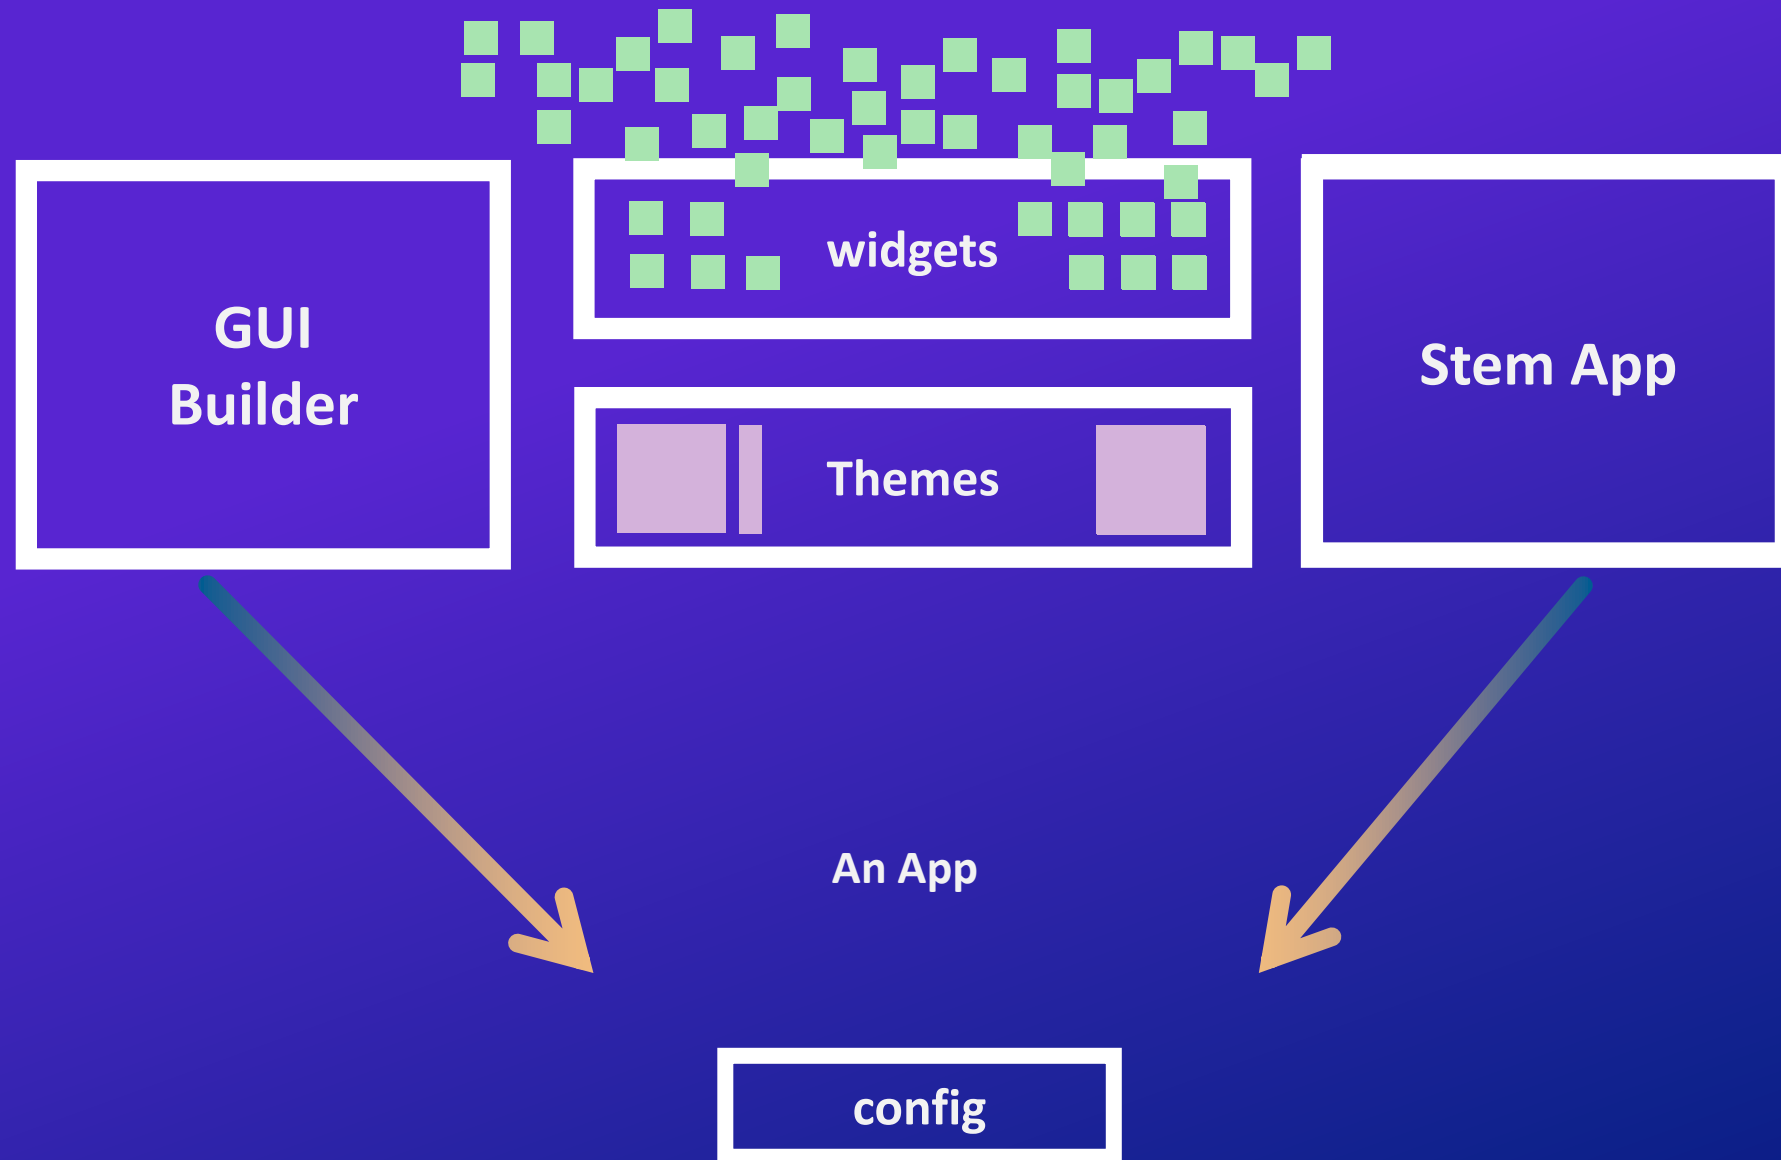 GUI
Builder
widgets
Themes
Stem App
An App
config